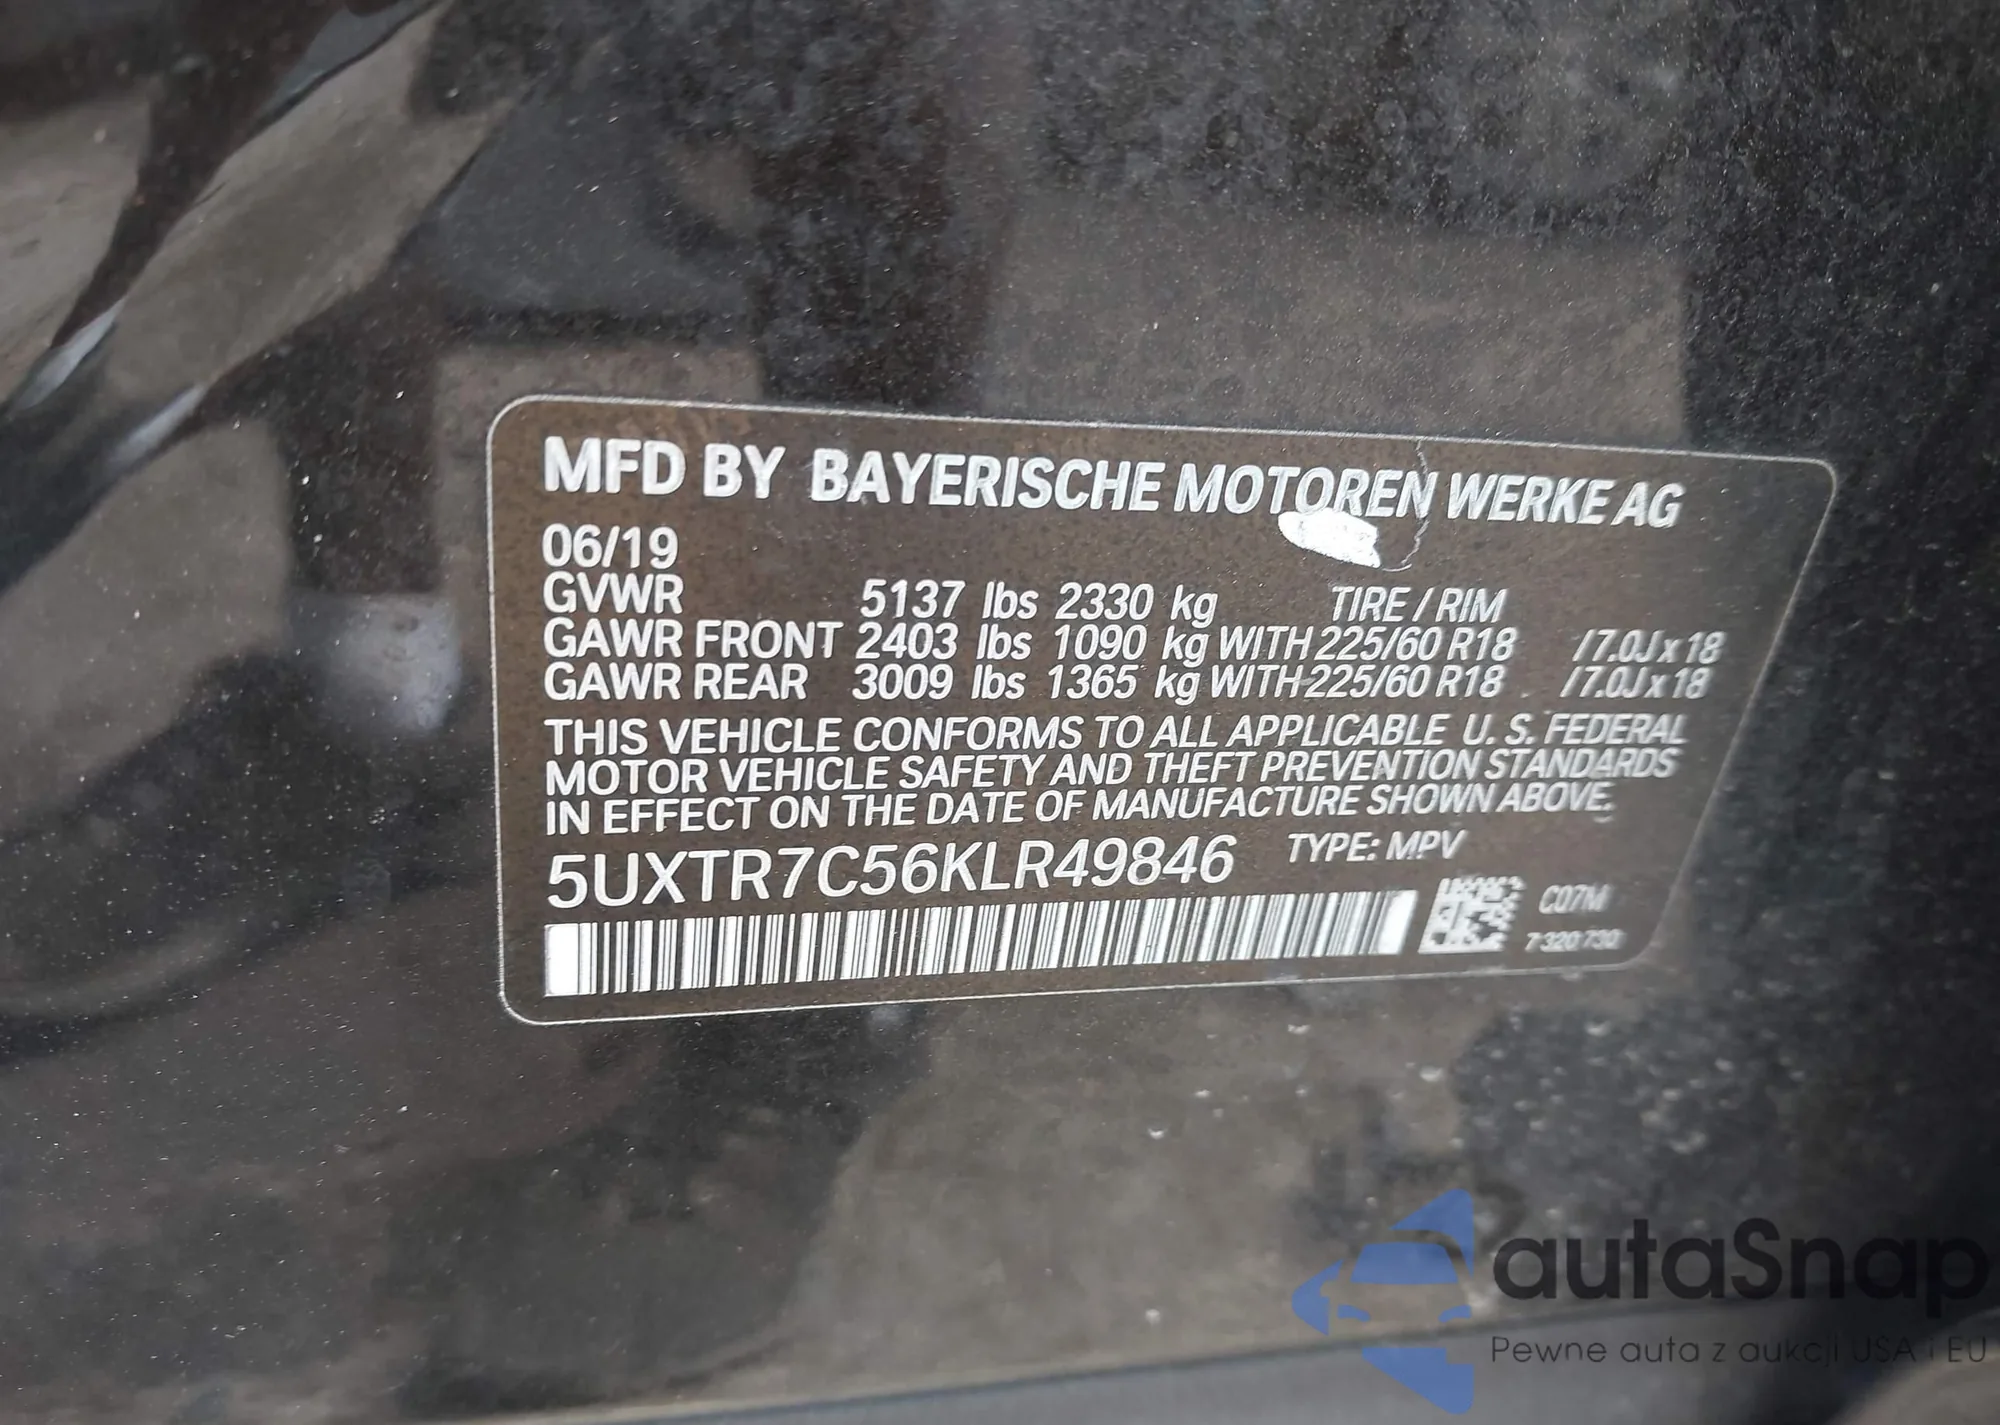 MFD BY BAYERISCHE MOTOREN WERKE AG
06/19
GVWR 5137 lbs 2330 kg TIRE / RIM
GAWR FRONT 2403 lbs 1090 kg WITH 225/60 R18 /7.0J x 18
GAWR REAR 3009 lbs 1365 kg WITH 225/60 R18 /7.0J x 18
THIS VEHICLE CONFORMS TO ALL APPLICABLE U. S. FEDERAL
MOTOR VEHICLE SAFETY AND THEFT PREVENTION STANDARDS
IN EFFECT ON THE DATE OF MANUFACTURE SHOWN ABOVE.
5UXTR7C56KLR49846 TYPE: MPV
C07M
7320730
autaSnap
Pewne auta z aukcji USA i EU